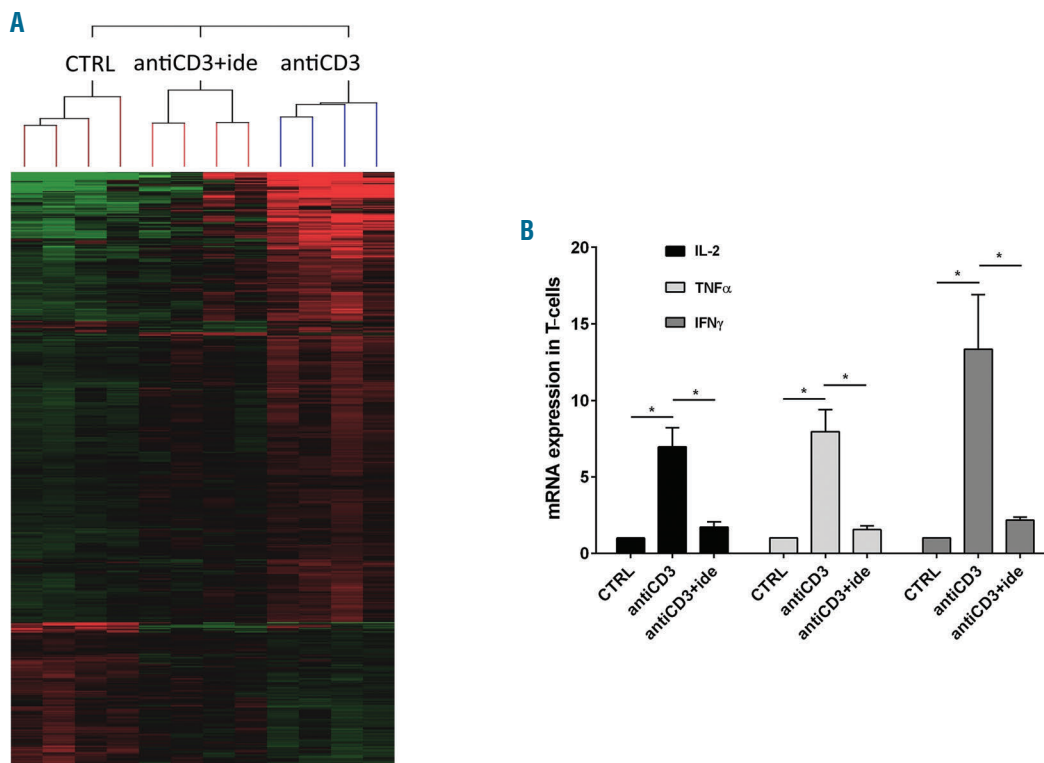 A
CTRL antiCD3+ide antiCD3
B
IL-2
TNFα
IFNγ
mRNA expression in T-cells
20
15
10
5
0
* * * * * *
CTRL antiCD3 antiCD3+ide CTRL antiCD3 antiCD3+ide CTRL antiCD3 antiCD3+ide